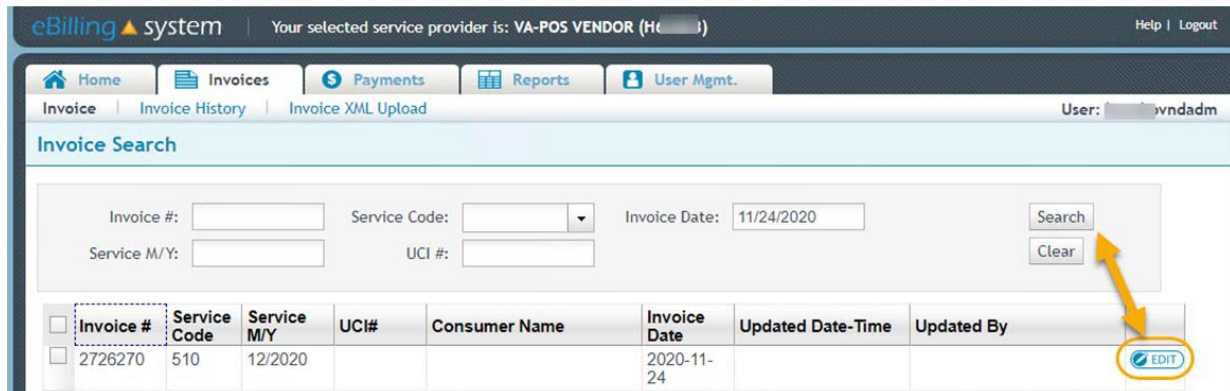 eBilling system Your selected service provider is: VA-POS VENDOR (H Help | Logout
Home Invoices Payments Reports User Mgmt.
Invoice Invoice History Invoice XML Upload User: vndadm
Invoice Search
Invoice #: Service Code: Invoice Date: 11/24/2020 Search
Service M/Y: UCI #: Clear
Invoice # Service Code Service M/Y UCI# Consumer Name Invoice Date Updated Date-Time Updated By
2726270 510 12/2020 2020-11-24 EDIT